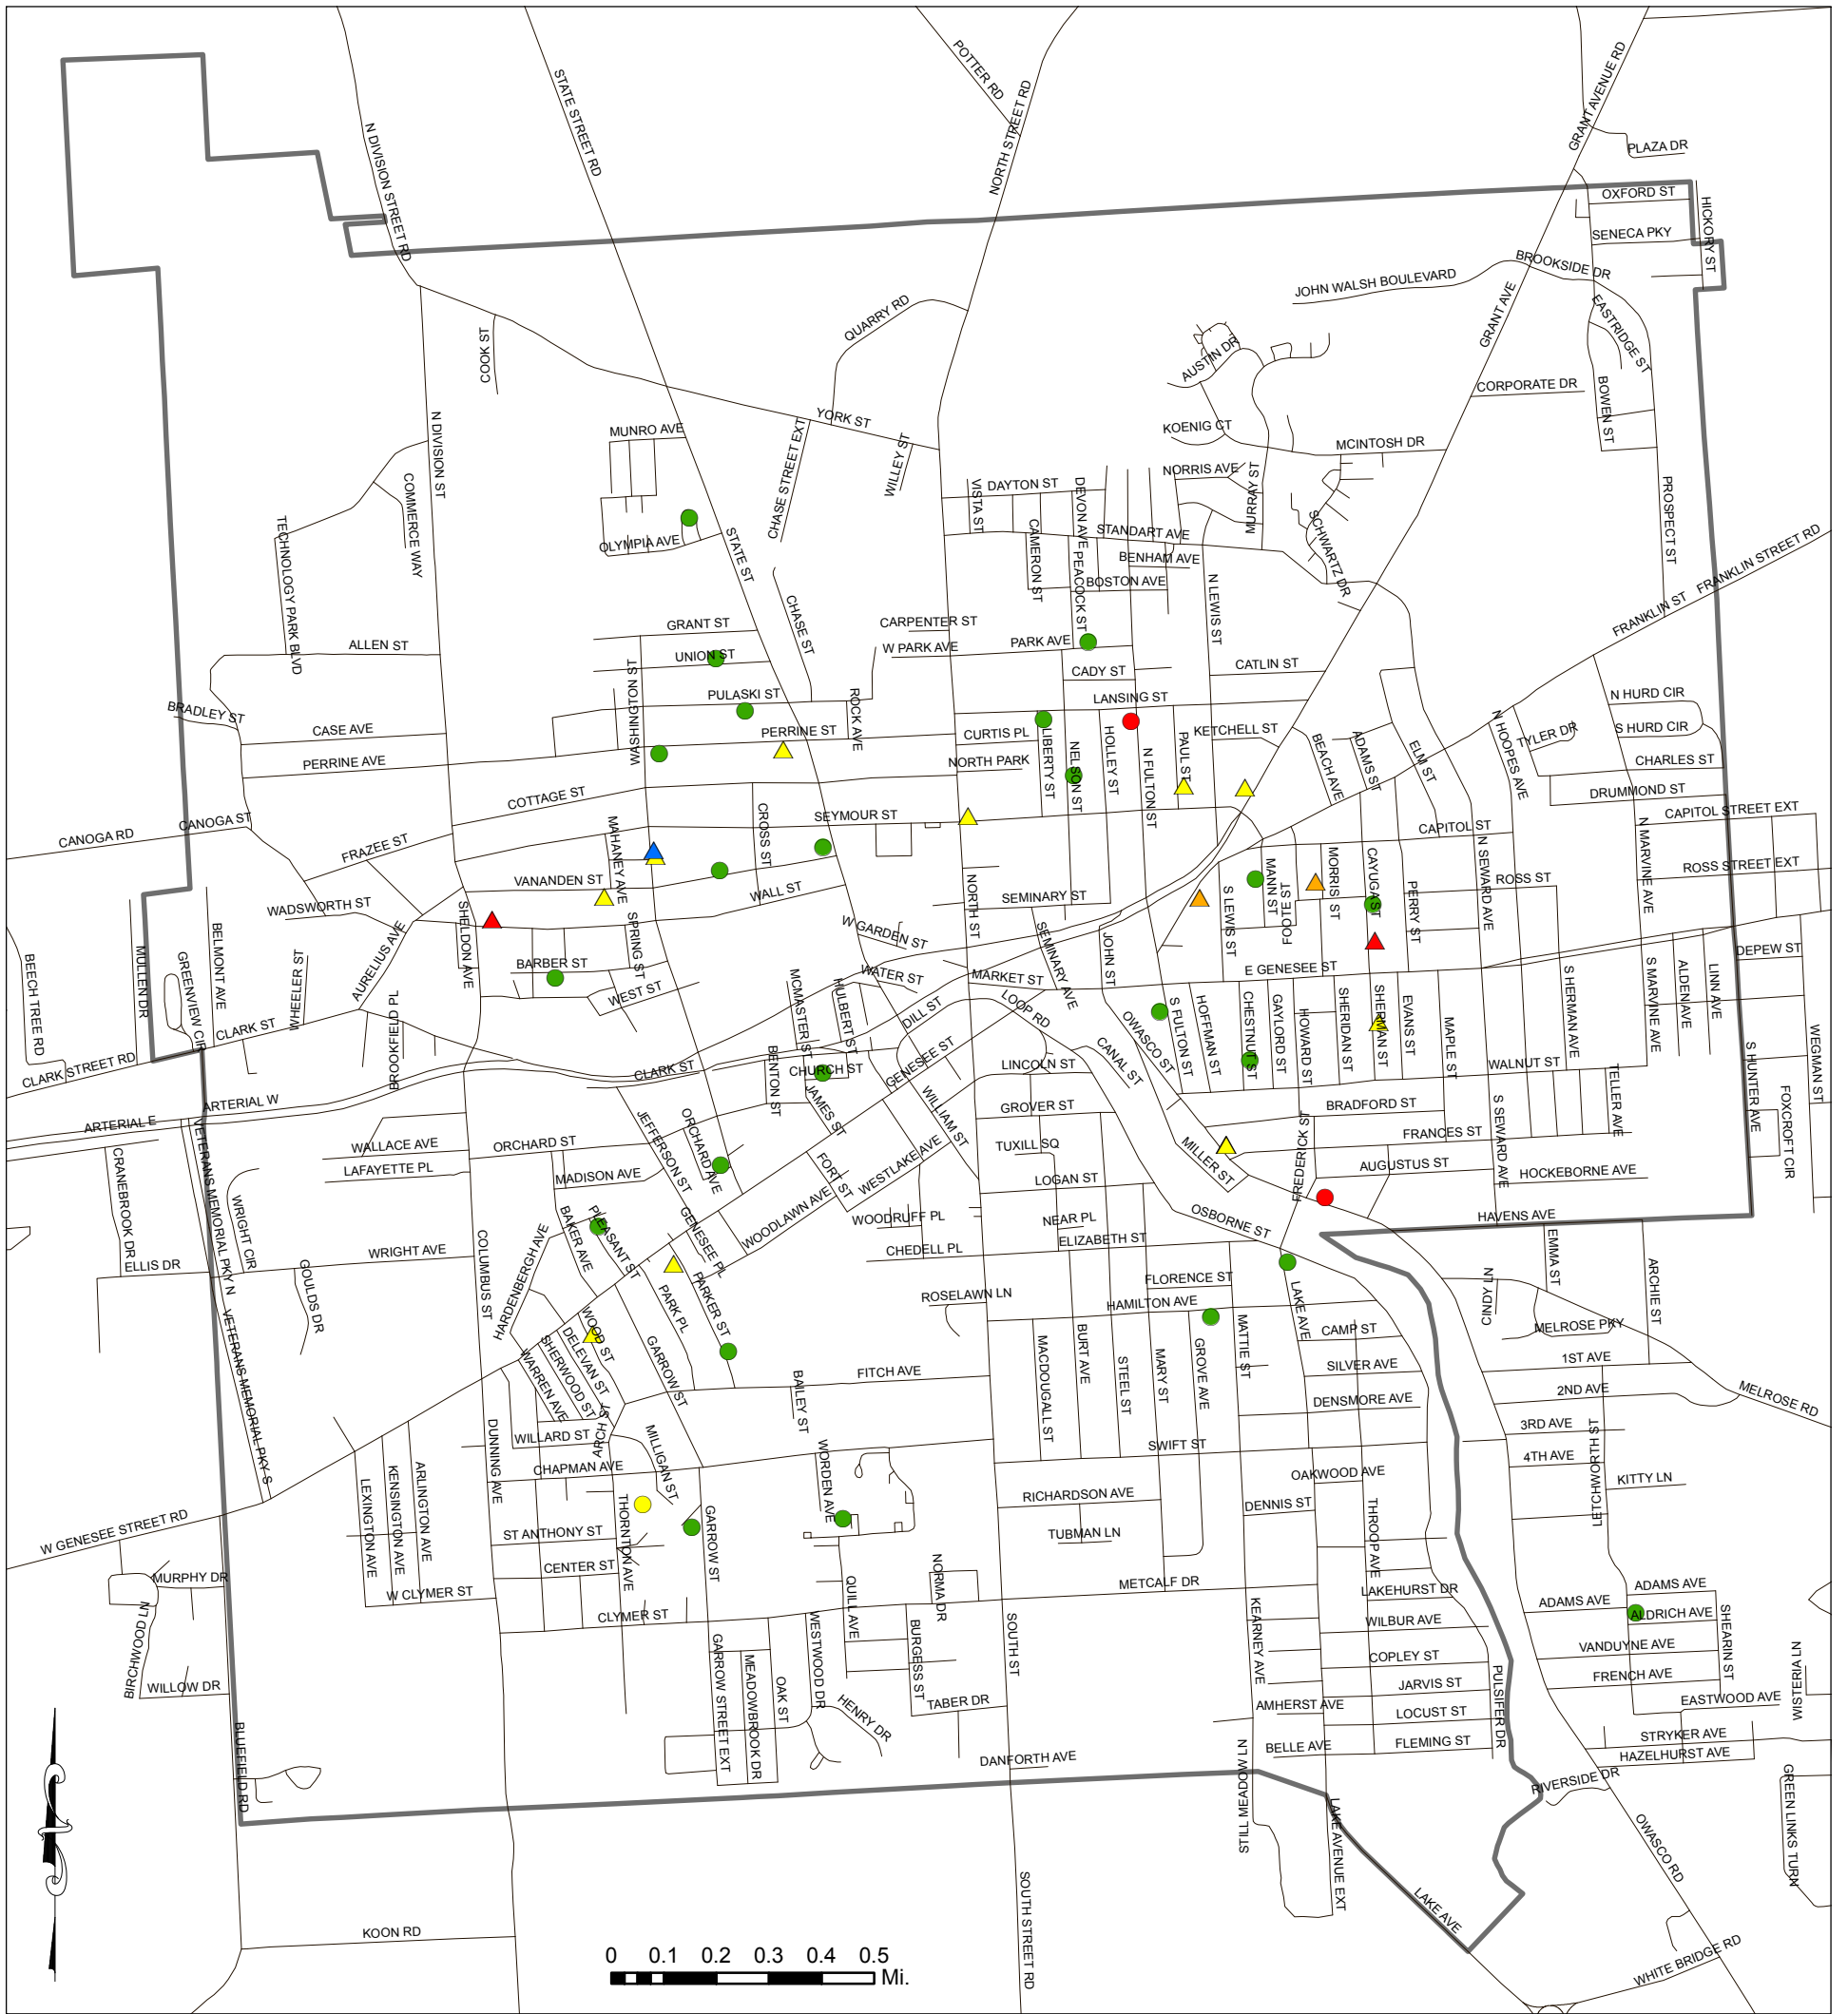 POTTER RD
STATE STREET RD
GRANT AVENUE RD
NORTH STREET RD
N DIVISION STREET RD
PLAZA DR
OXFORD ST
HICKORY ST
SENECA PKY
BROOKSIDE DR
JOHN WALSH BOULEVARD
QUARRY RD
GRANT AVE
EASTRIDGE ST
COOK ST
AUSTIN DR
CORPORATE DR
BOWEN ST
YORK ST
CHASE STREET EXT
MUNRO AVE
N DIVISION ST
KOENIG CT
MCINTOSH DR
WILLEY ST
NORRIS AVE
MURRAY ST
COMMERCE WAY
VISTA ST
DAYTON ST
DEVON AVE
PROSPECT ST
TECHNOLOGY PARK BLVD
OLYMPIA AVE
STATE ST
CAMERON ST
STANDART AVE
SCHWARTZ DR
BENHAM AVE
PEACOCK ST
BOSTON AVE
FRANKLIN STREET RD
FRANKLIN ST
N LEWIS ST
CHASE ST
GRANT ST
CARPENTER ST
ALLEN ST
W PARK AVE
PARK AVE
UNION ST
WASHINGTON ST
CADY ST
CATLIN ST
PULASKI ST
ROCK AVE
LANSING ST
N HURD CIR
BRADLEY ST
CASE AVE
PERRINE ST
CURTIS PL
LIBERTY ST
HOLLEY ST
PAUL ST
KETCHELL ST
BEACH AVE
ADAMS ST
ELM ST
N HOOPES AVE
TYLER DR
S HURD CIR
PERRINE AVE
NORTH PARK
NELSON ST
N FULTON ST
CHARLES ST
COTTAGE ST
DRUMMOND ST
CAPITOL STREET EXT
CANOGA RD
CANOGA ST
CROSS ST
SEYMOUR ST
CAPITOL ST
N SEWARD AVE
N MARVINE AVE
FRAZEE ST
MAHANEY AVE
VANANDEN ST
WALL ST
NORTH ST
SEMINARY ST
MANN ST
MORRIS ST
CAYUGA ST
PERRY ST
ROSS ST
ROSS STREET EXT
WADSWORTH ST
SHELDON AVE
S LEWIS ST
FOOTE ST
BELMONT AVE
SPRING ST
W GARDEN ST
SEMINARY AVE
JOHN ST
DEPEW ST
MULLEN DR
GREENVIEW CIR
WHEELER ST
AURELIUS AVE
BARBER ST
WATER ST
MARKET ST
E GENESEE ST
BEECH TREE RD
WEST ST
MCMASTER ST
HULBERT ST
DILL ST
LOOP RD
OWASCO ST
S FULTON ST
HOFFMAN ST
CHESTNUT ST
GAYLORD ST
HOWARD ST
SHERIDAN ST
SHERMAN ST
EVANS ST
MAPLE ST
S SHERMAN AVE
S MARVINE AVE
ALDEN AVE
LINN AVE
CLARK ST
BROOKFIELD PL
CANAL ST
WALNUT ST
S HUNTER AVE
WEGMAN ST
CLARK STREET RD
CLARK ST
BENTON ST
CHURCH ST
GENESEE ST
LINCOLN ST
TELLER AVE
FOXCROFT CIR
ARTERIAL W
ARTERIAL E
JAMES ST
WILLIAM ST
GROVER ST
BRADFORD ST
S SEWARD AVE
WALLACE AVE
ORCHARD ST
JEFFERSON ST
ORCHARD AVE
TUXILL SQ
FRANCES ST
LAFAYETTE PL
MADISON AVE
FORT ST
WESTLAKE AVE
MILLER ST
FREDERICK ST
AUGUSTUS ST
HOCKEBORNE AVE
CRANEBROOK DR
VETERANS MEMORIAL PKY N
WRIGHT CIR
LOGAN ST
WOODLAWN AVE
WOODRUFF PL
NEAR PL
OSBORNE ST
HAVENS AVE
BAKER AVE
PLEASANT ST
GENESEE PL
CHEDELL PL
ELIZABETH ST
EMMA ST
WRIGHT AVE
ELLIS DR
GOULDS DR
COLUMBUS ST
HARDENBERGH AVE
PARK PL
PARKER ST
FLORENCE ST
CINDY LN
ARCHIE ST
ROSELAWN LN
HAMILTON AVE
LAKE AVE
MELROSE PKY
WOOD ST
DELEVAN ST
SHERWOOD ST
WARREN AVE
GARROW ST
MACDOUGALL ST
BURT AVE
STEEL ST
MARY ST
GROVE AVE
MATTIE ST
CAMP ST
SILVER AVE
1ST AVE
FITCH AVE
VETERANS MEMORIAL PKY S
BAILEY ST
2ND AVE
MELROSE RD
DENSMORE AVE
3RD AVE
DUNNING AVE
WILLARD ST
ARCH ST
MILLIGAN ST
WORDEN AVE
SWIFT ST
4TH AVE
LETCHWORTH ST
CHAPMAN AVE
OAKWOOD AVE
KITTY LN
LEXINGTON AVE
KENSINGTON AVE
ARLINGTON AVE
THORNTON AVE
GARROW ST
RICHARDSON AVE
DENNIS ST
THROOP AVE
W GENESEE STREET RD
ST ANTHONY ST
TUBMAN LN
CENTER ST
MURPHY DR
W CLYMER ST
NORMA DR
METCALF DR
LAKEHURST DR
ADAMS AVE
ADAMS AVE
BIRCHWOOD LN
CLYMER ST
QUILL AVE
WESTWOOD DR
BURGESS ST
SOUTH ST
KEARNEY AVE
WILBUR AVE
ALDRICH AVE
SHEARIN ST
VANDUYNE AVE
COPLEY ST
GARROW STREET EXT
MEADOWBROOK DR
OAK ST
PULSIFER DR
FRENCH AVE
WISTERIA LN
WILLOW DR
JARVIS ST
HENRY DR
TABER DR
AMHERST AVE
LOCUST ST
EASTWOOD AVE
BLUEFIELD RD
DANFORTH AVE
BELLE AVE
FLEMING ST
STRYKER AVE
HAZELHURST AVE
STILL MEADOW LN
RIVERSIDE DR
GREEN LINKS TURN
LAKE AVENUE EXT
OWASCO RD
SOUTH STREET RD
LAKE AVE
KOON RD
WHITE BRIDGE RD
0 0.1 0.2 0.3 0.4 0.5
Mi.